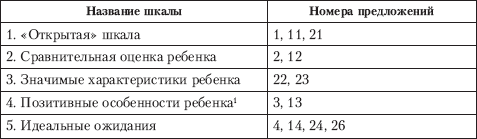 Название шкалы Номера предложений
1. «Открытая» шкала 1, 11, 21
2. Сравнительная оценка ребенка 2, 12
3. Значимые характеристики ребенка 22, 23
4. Позитивные особенности ребенка¹ 3, 13
5. Идеальные ожидания 4, 14, 24, 26